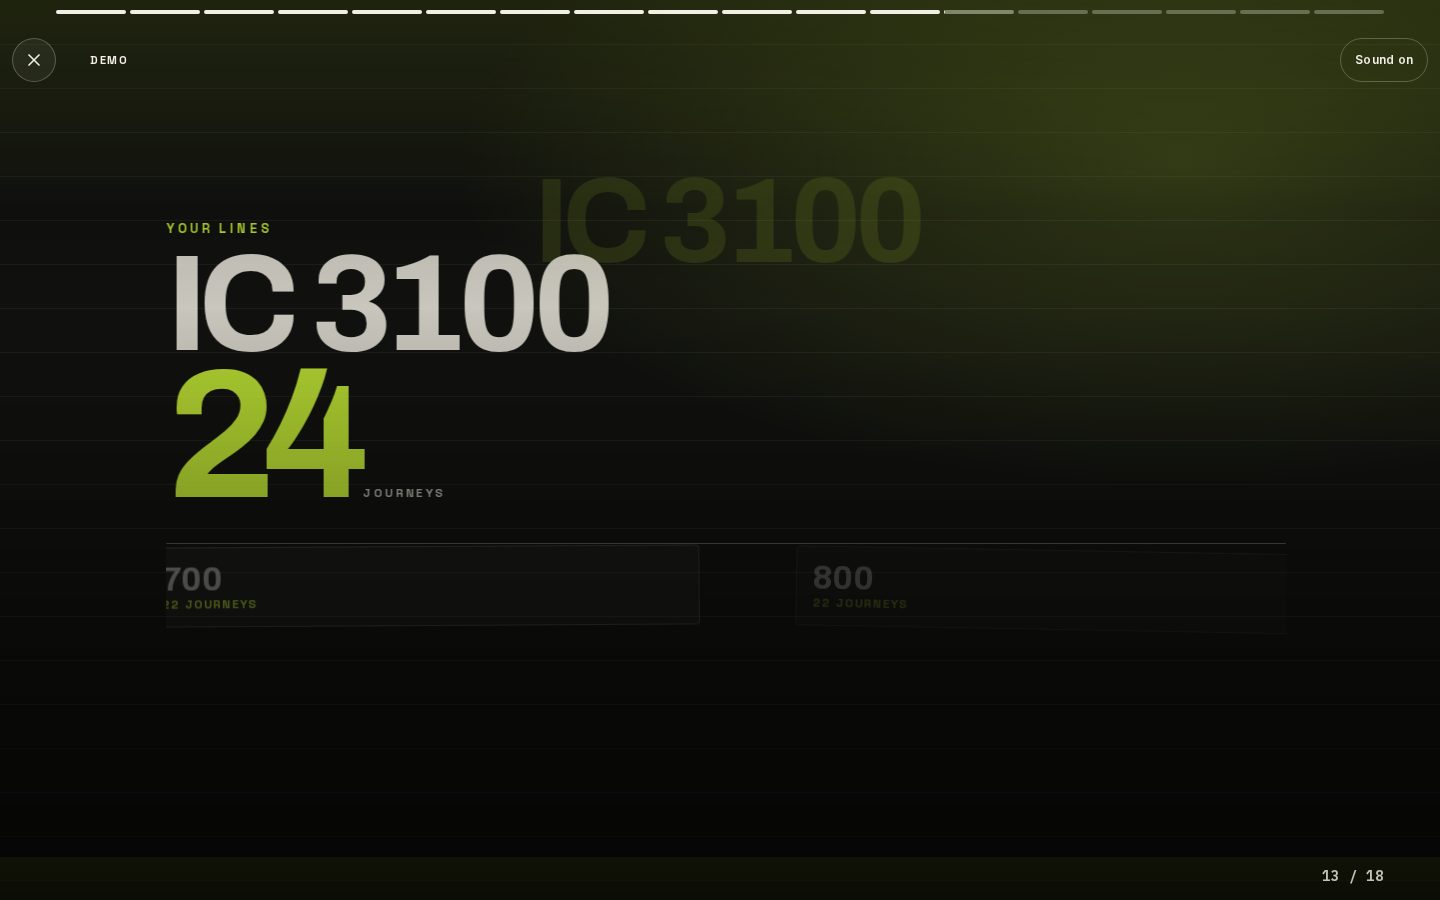 DEMO
Sound on
IC 3100
YOUR LINES
IC 3100
24
JOURNEYS
700
22 JOURNEYS
800
22 JOURNEYS
13 / 18